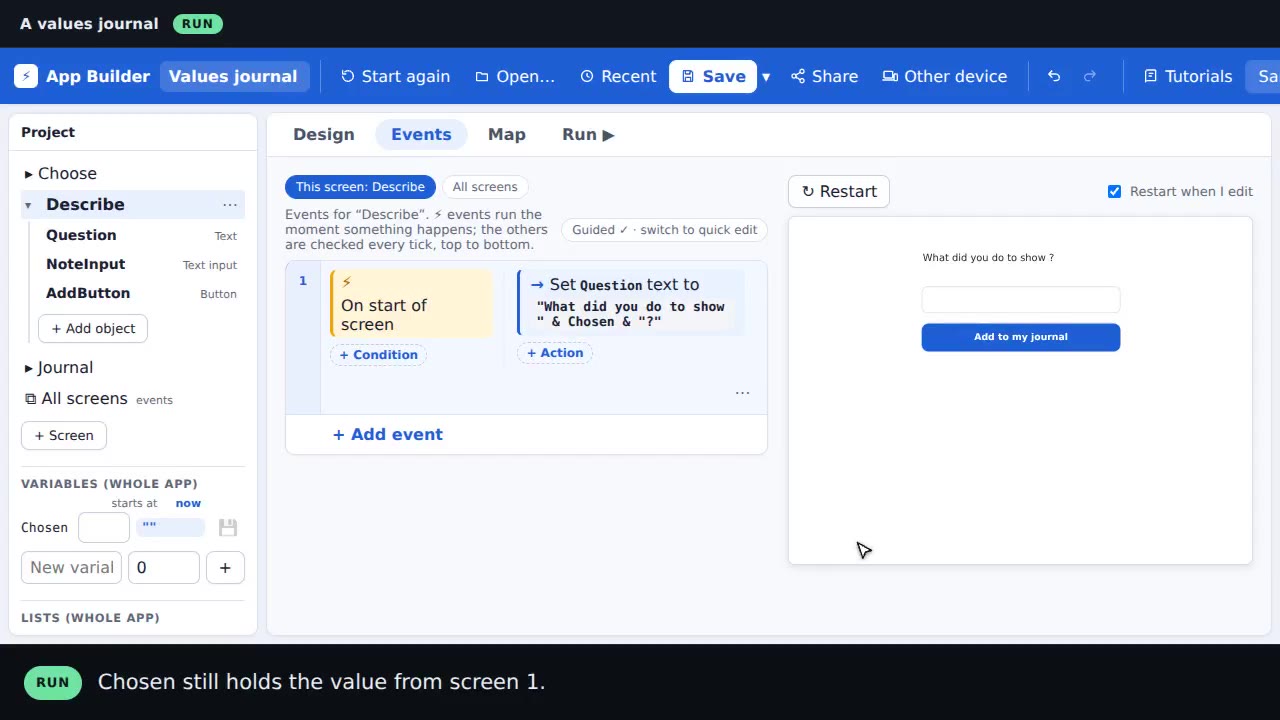 A values journal RUN
⚡ App Builder Values journal Start again Open... Recent Save ▾ Share Other device Tutorials
Project
▸ Choose
▾ Describe ...
Question Text
NoteInput Text input
AddButton Button
+ Add object
▸ Journal
⧉ All screens events
+ Screen
VARIABLES (WHOLE APP)
starts at now
Chosen ""
0 +
LISTS (WHOLE APP)
Design Events Map Run ▶
This screen: Describe All screens
Events for “Describe”. ⚡ events run the
moment something happens; the others
are checked every tick, top to bottom.
Guided ✓ · switch to quick edit
1 ⚡
On start of
screen
+ Condition
→ Set Question text to
"What did you do to show
" & Chosen & "?"
+ Action
...
+ Add event
↻ Restart Restart when I edit
What did you do to show ?
Add to my journal
RUN Chosen still holds the value from screen 1.